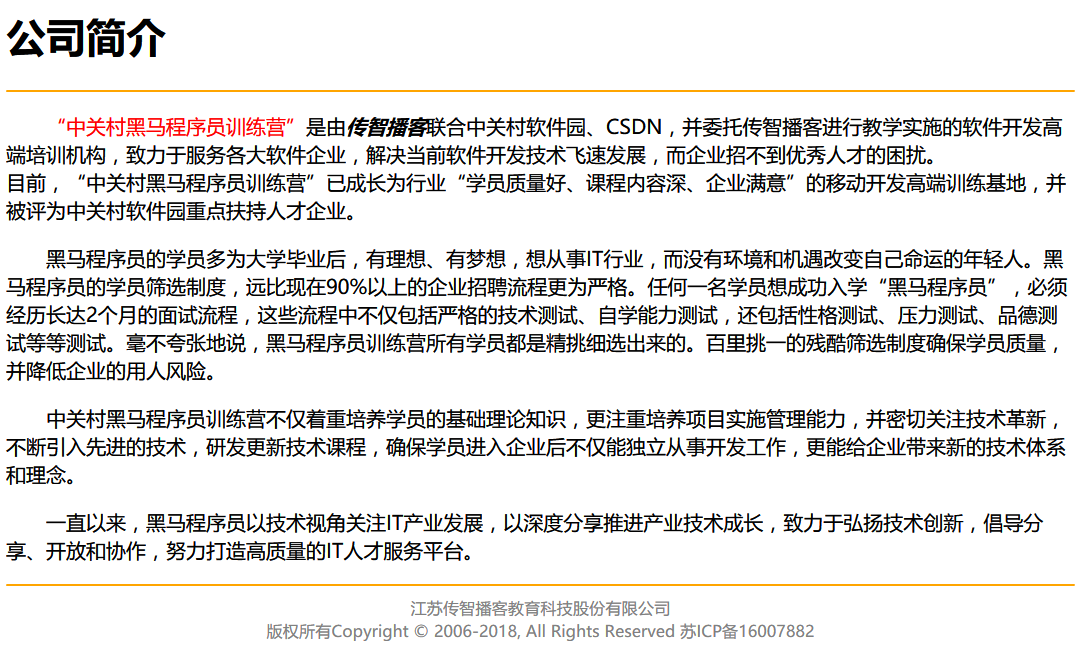 公司简介
“中关村黑马程序员训练营”是由传智播客联合中关村软件园、CSDN，并委托传智播客进行教学实施的软件开发高
端培训机构，致力于服务各大软件企业，解决当前软件开发技术飞速发展，而企业招不到优秀人才的困扰。
目前，“中关村黑马程序员训练营”已成长为行业“学员质量好、课程内容深、企业满意”的移动开发高端训练基地，并
被评为中关村软件园重点扶持人才企业。
黑马程序员的学员多为大学毕业后，有理想、有梦想，想从事IT行业，而没有环境和机遇改变自己命运的年轻人。黑
马程序员的学员筛选制度，远比现在90%以上的企业招聘流程更为严格。任何一名学员想成功入学“黑马程序员”，必须
经历长达2个月的面试流程，这些流程中不仅包括严格的技术测试、自学能力测试，还包括性格测试、压力测试、品德测
试等等测试。毫不夸张地说，黑马程序员训练营所有学员都是精挑细选出来的。百里挑一的残酷筛选制度确保学员质量，
并降低企业的用人风险。
中关村黑马程序员训练营不仅着重培养学员的基础理论知识，更注重培养项目实施管理能力，并密切关注技术革新，
不断引入先进的技术，研发更新技术课程，确保学员进入企业后不仅能独立从事开发工作，更能给企业带来新的技术体系
和理念。
一直以来，黑马程序员以技术视角关注IT产业发展，以深度分享推进产业技术成长，致力于弘扬技术创新，倡导分
享、开放和协作，努力打造高质量的IT人才服务平台。
江苏传智播客教育科技股份有限公司
版权所有Copyright © 2006-2018, All Rights Reserved 苏ICP备16007882